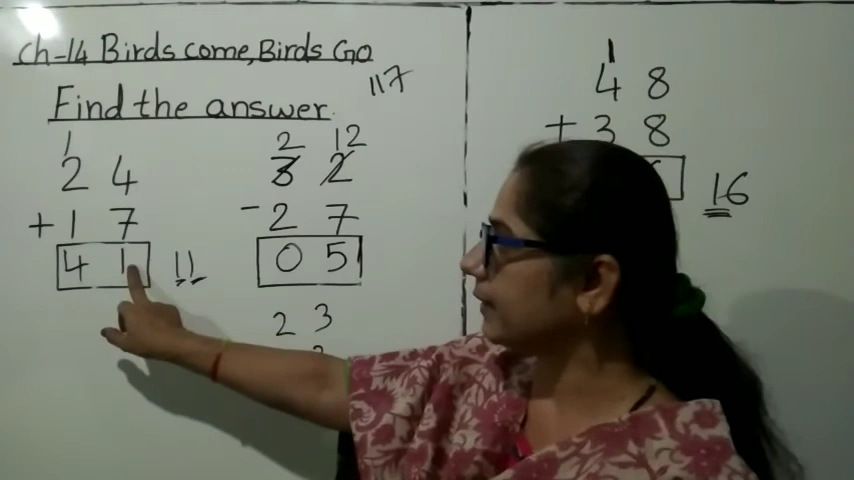 Ch-14 Birds come, Birds Go
117
Find the answer.
1
2 4
+ 1 7
4 1 11
2 12
3 2
- 2 7
0 5
2 3
1
4 8
+ 3 8
16